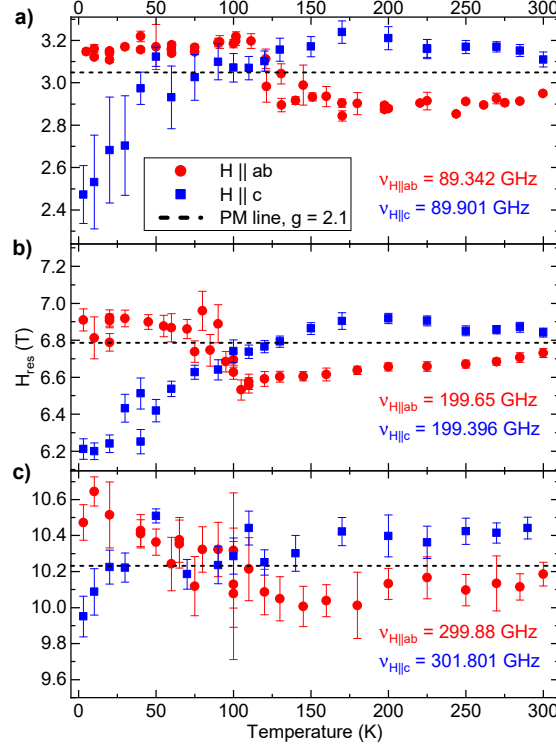 0 50 100 150 200 250 300
a)
3.2
3.0
2.8
2.6
2.4
H || ab
H || c
PM line, g = 2.1
νH||ab = 89.342 GHz
νH||c = 89.901 GHz
b)
7.2
7.0
6.8
6.6
6.4
6.2
Hres (T)
νH||ab = 199.65 GHz
νH||c = 199.396 GHz
c)
10.6
10.4
10.2
10.0
9.8
νH||ab = 299.88 GHz
νH||c = 301.801 GHz
0 50 100 150 200 250 300
Temperature (K)